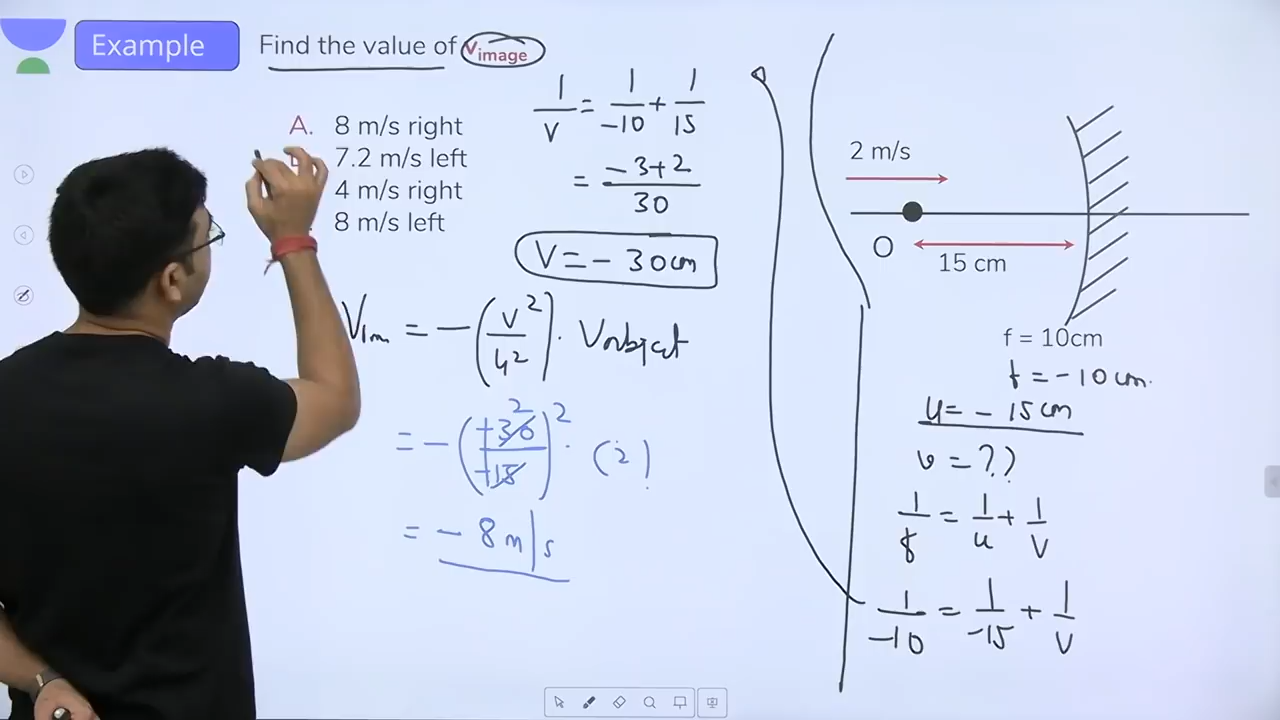 Example
Find the value of vimage
A. 8 m/s right
7.2 m/s left
4 m/s right
8 m/s left
1/v = 1/-10 + 1/15
= -3+2/30
V = - 30cm
VIm = -(v²/u²). Vobject
= -(-30/-15)². (2)
2
= - 8 m/s
2 m/s
O
15 cm
f = 10cm
f = -10 cm.
u = - 15 cm
v = ??
1/f = 1/u + 1/v
1/-10 = 1/-15 + 1/v